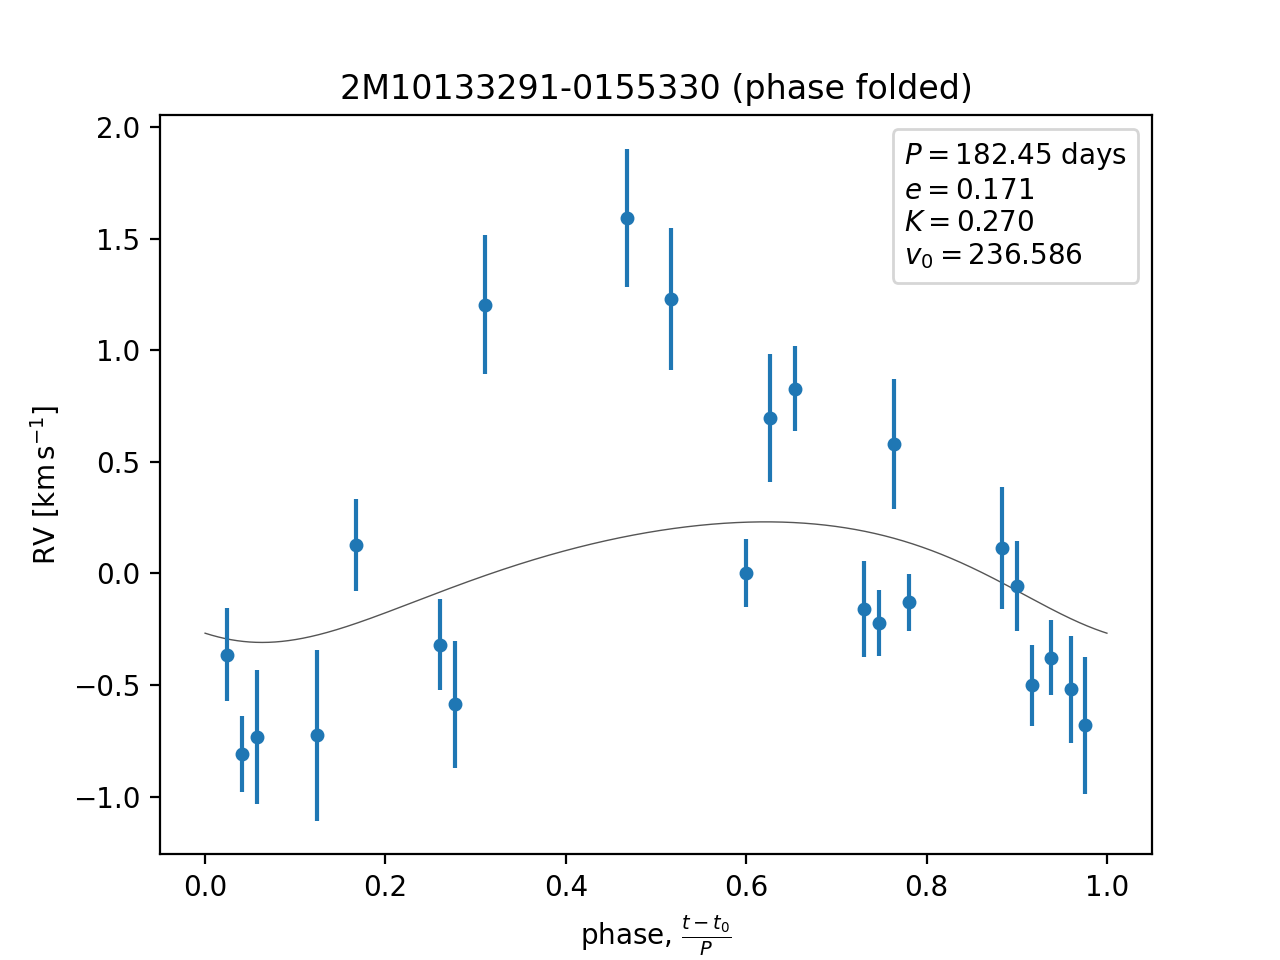 2M10133291-0155330 (phase folded)
P = 182.45 days
e = 0.171
K = 0.270
v₀ = 236.586
RV [km s⁻¹]
2.0
1.5
1.0
0.5
0.0
−0.5
−1.0
0.0 0.2 0.4 0.6 0.8 1.0
phase, (t − t₀)/P